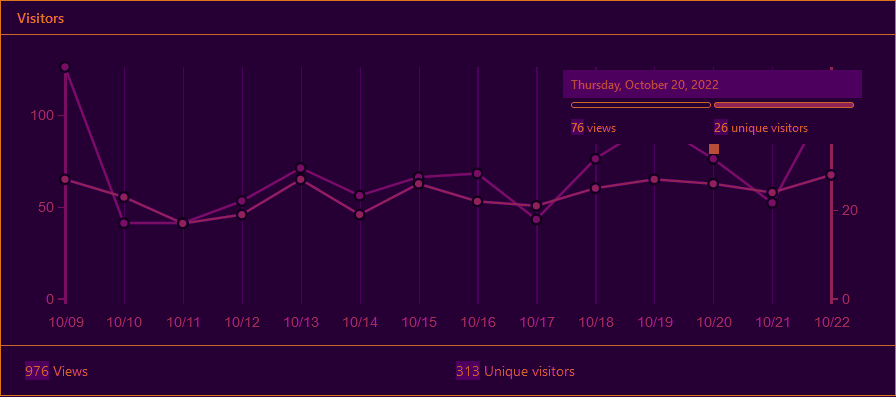 Visitors
Thursday, October 20, 2022
76 views
26 unique visitors
100
50
0
20
0
10/09 10/10 10/11 10/12 10/13 10/14 10/15 10/16 10/17 10/18 10/19 10/20 10/21 10/22
976 Views
313 Unique visitors